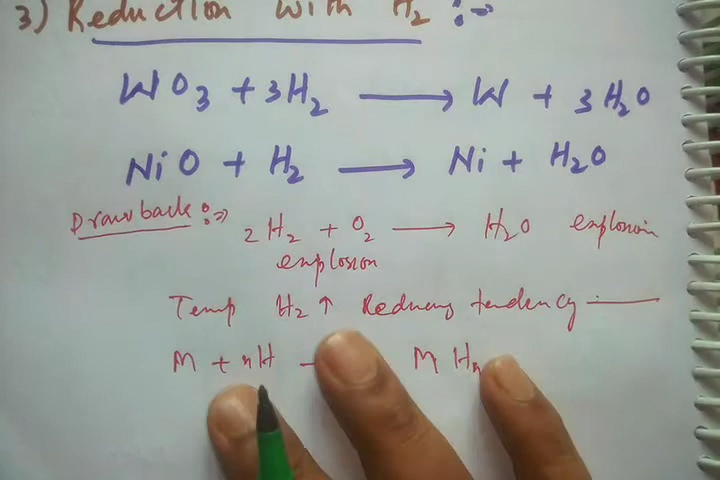 3) Reduction with H2 :-
WO3 + 3H2 → W + 3H2O
NiO + H2 → Ni + H2O
Drawback :→ 2H2 + O2 → H2O explosion
explosion
Temp H2 ↑ Reducing tendency —
M + nH — MHn